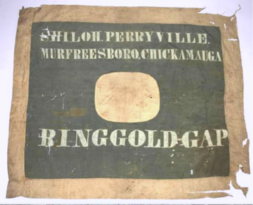 SHILOH. PERRYVILLE.
MURFREESBORO, CHICKAMAUGA
RINGGOLD-GAP